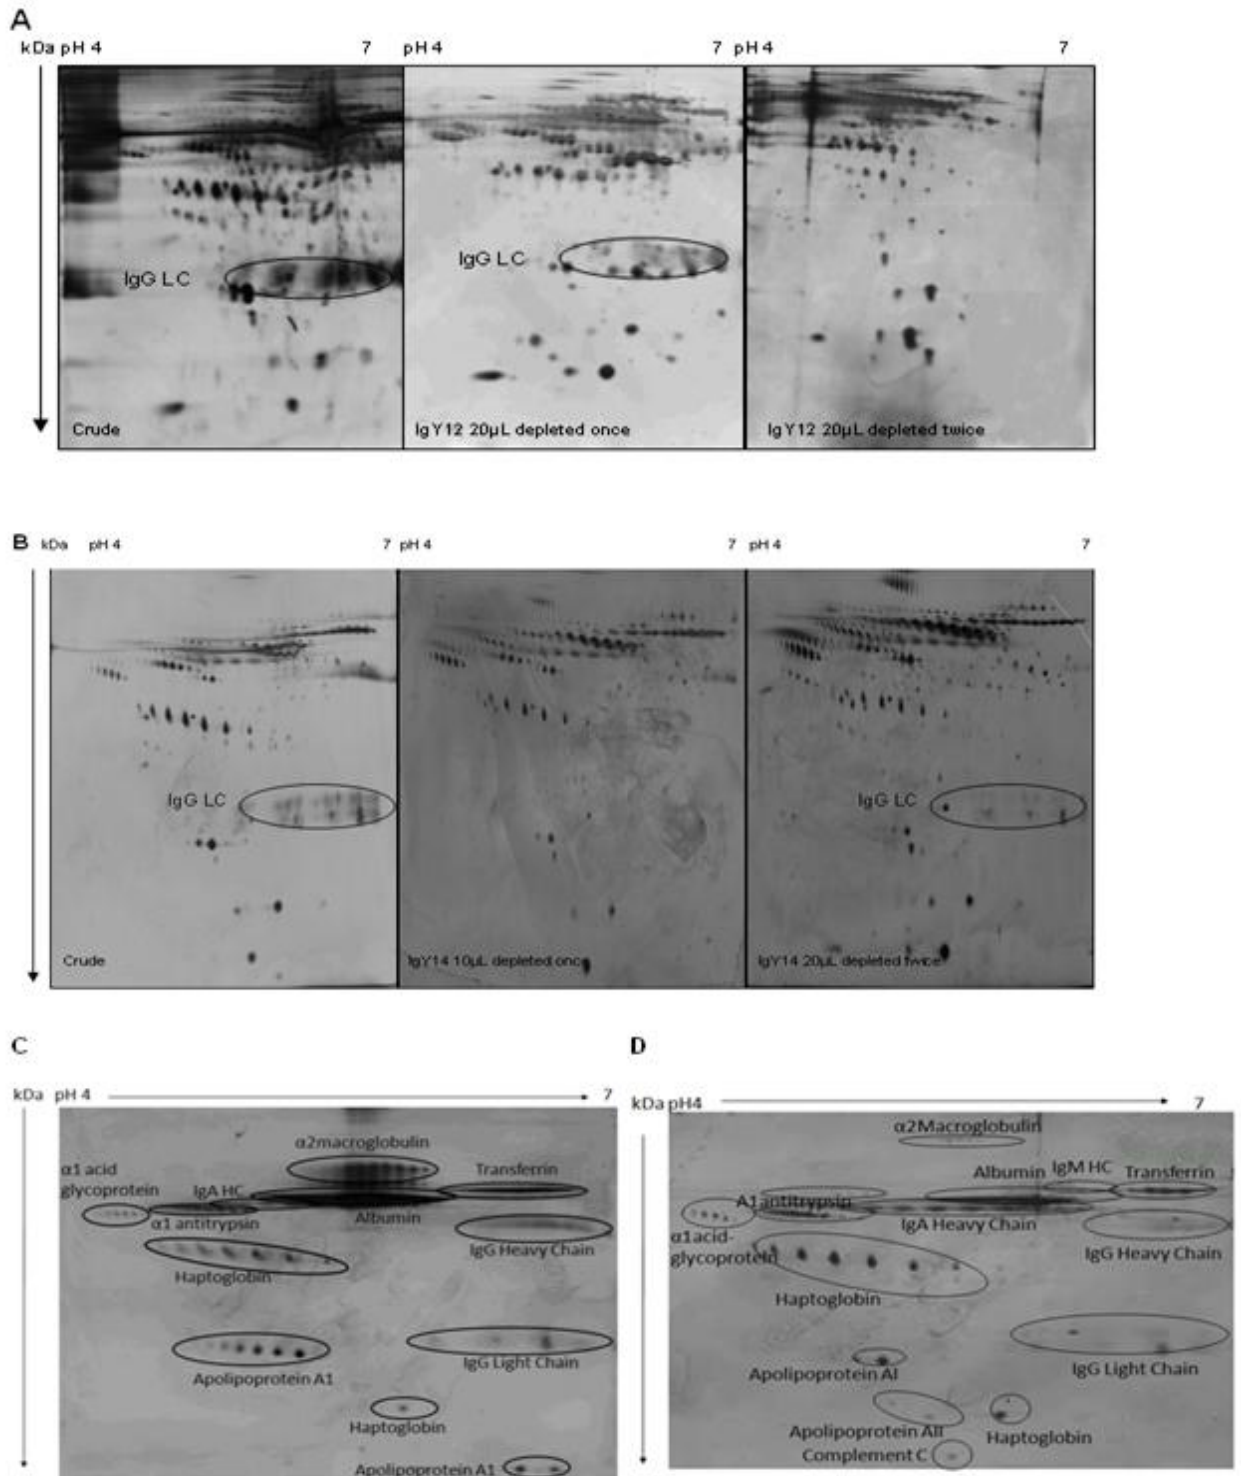 A
kDa pH 4 7 pH 4 7 pH 4 7
IgG LC
IgG LC
Crude
IgY12 20µL depleted once
IgY12 20µL depleted twice
B kDa pH 4 7 pH 4 7 pH 4 7
IgG LC
IgG LC
Crude
IgY14 10µL depleted once
IgY14 20µL depleted twice
C
kDa pH 4 7
α2macroglobulin
α1 acid
glycoprotein
IgA HC
Transferrin
α1 antitrypsin
Albumin
IgG Heavy Chain
Haptoglobin
IgG Light Chain
Apolipoprotein A1
Haptoglobin
Apolipoprotein A1
D
kDa pH4 7
α2Macroglobulin
Albumin
IgM HC
Transferrin
A1antitrypsin
IgA Heavy Chain
α1acid-
glycoprotein
IgG Heavy Chain
Haptoglobin
IgG Light Chain
Apolipoprotein AI
Apolipoprotein AII
Haptoglobin
Complement C